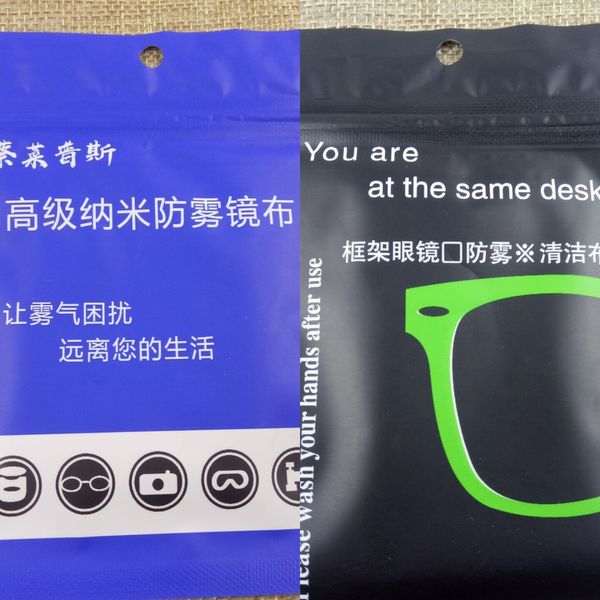 莱普斯
高级纳米防雾镜布
让雾气困扰
远离您的生活
You are
at the same desk
框架眼镜□防雾※清洁布
Please wash your hands after use